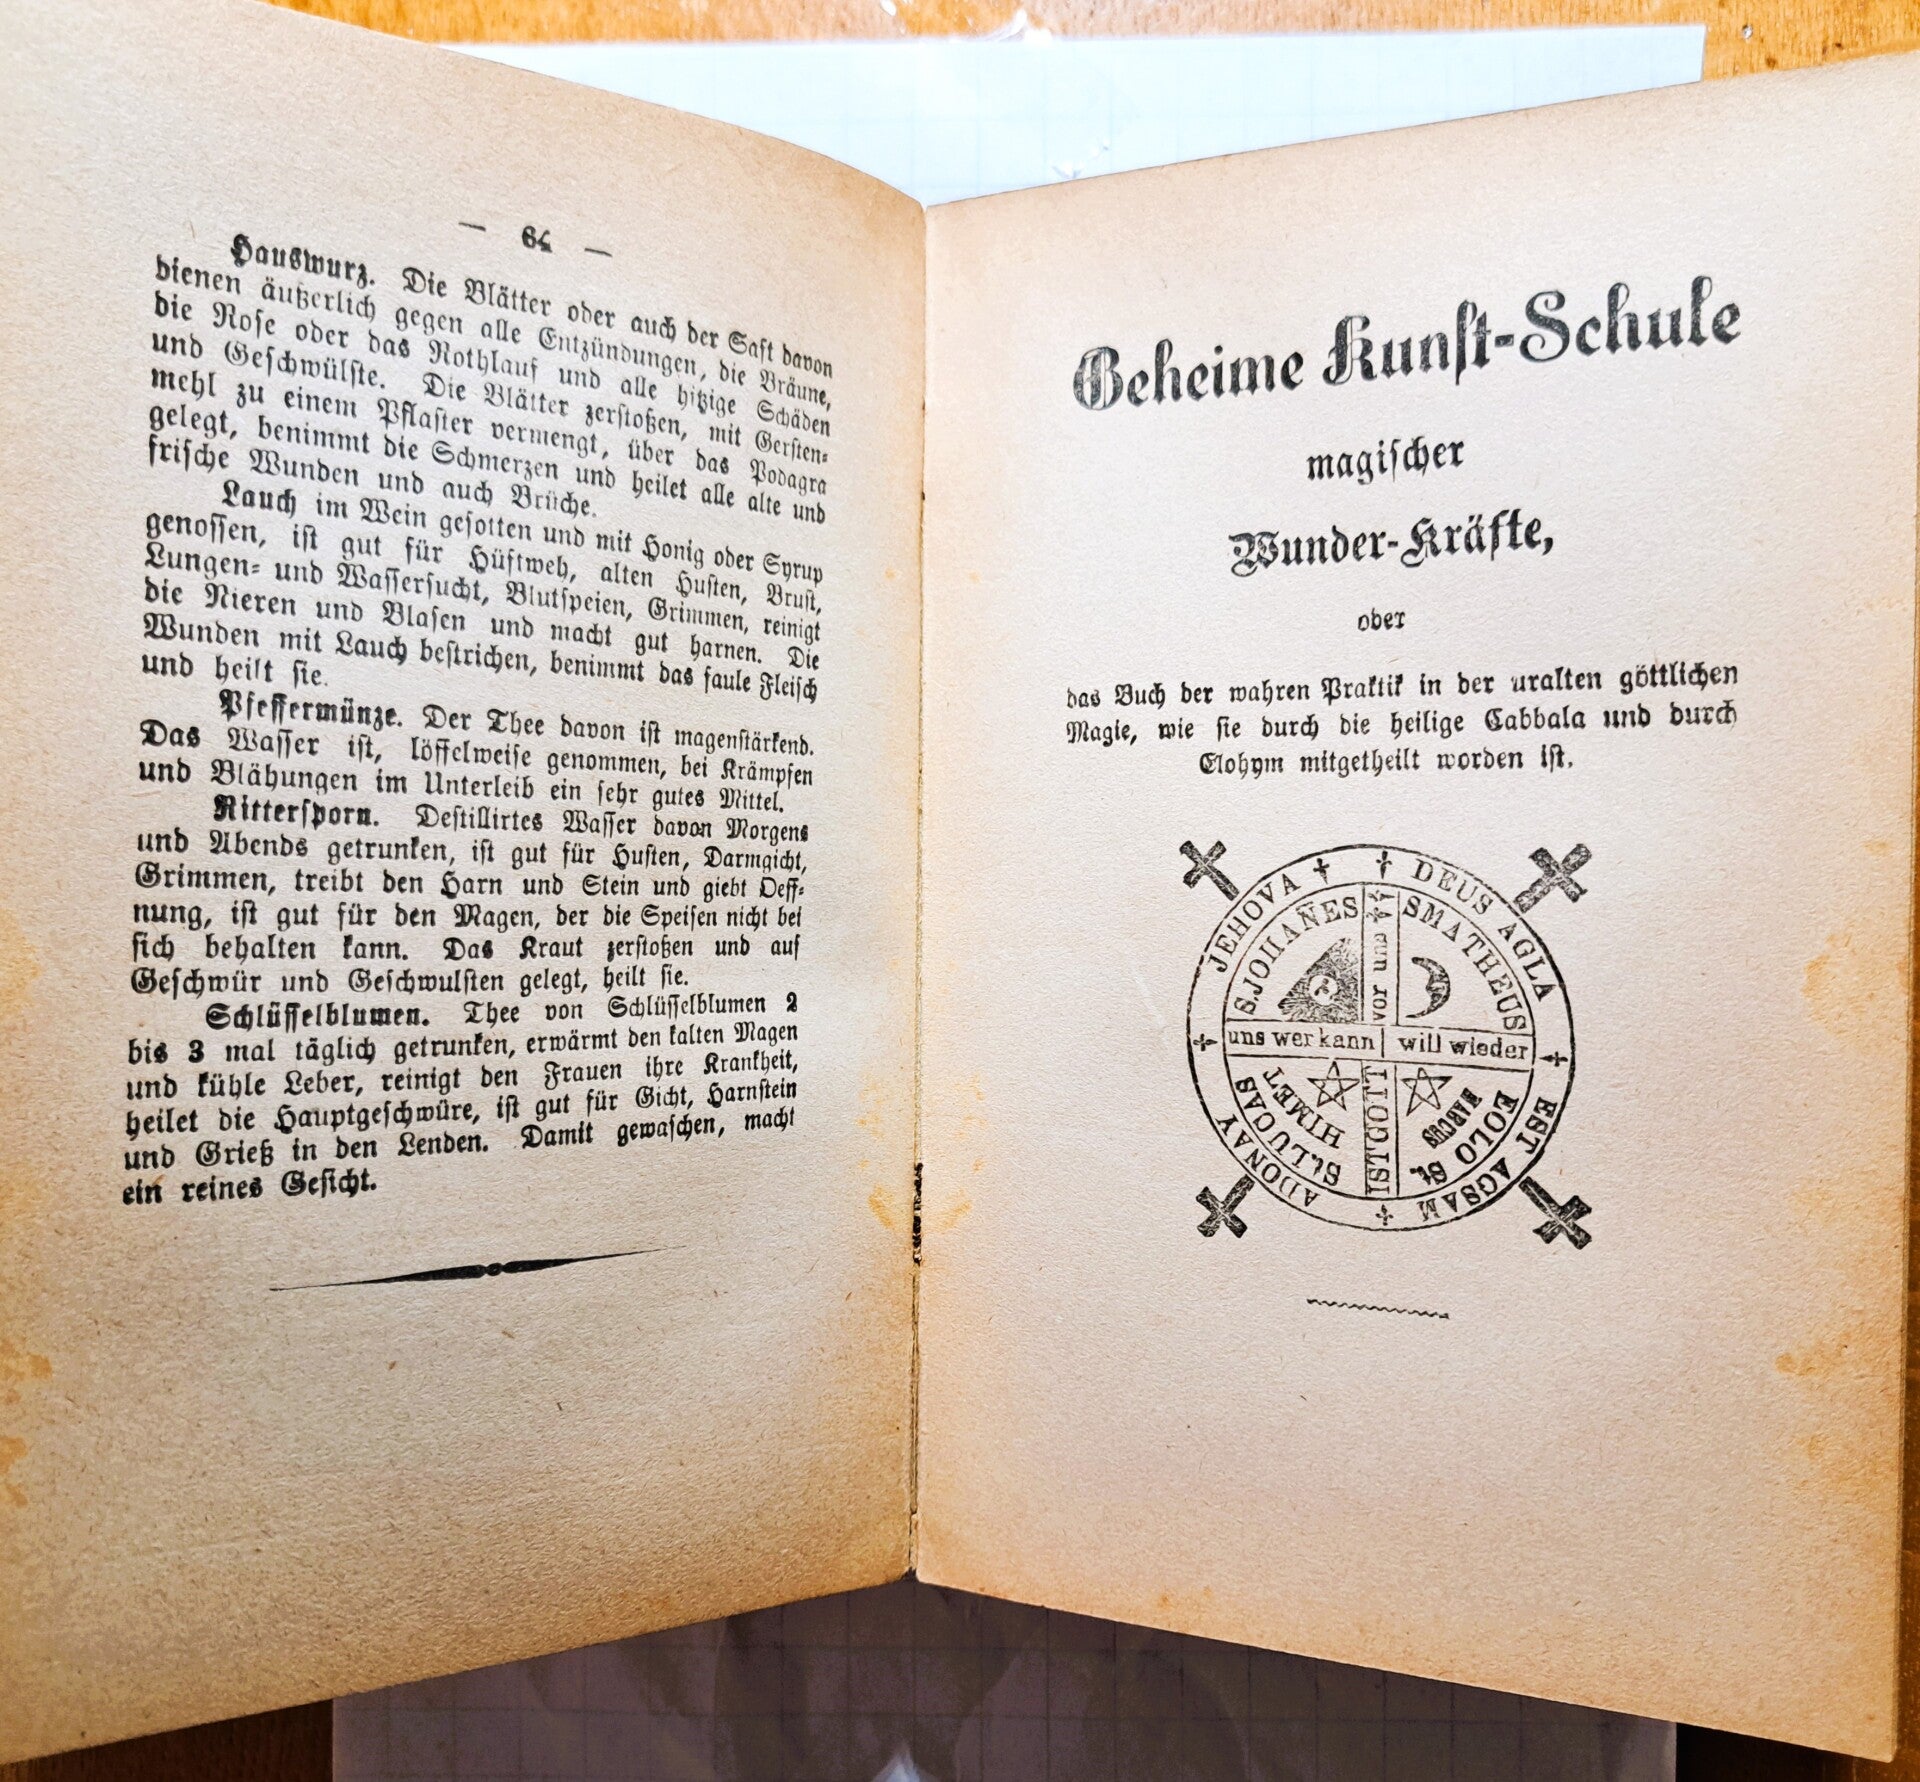 — 64 —
Hauswurz. Die Blätter oder auch der Saft davon
dienen äußerlich gegen alle Entzündungen, die Bräune,
die Rose oder das Rothlauf und alle hitzige Schäden
und Geschwülste. Die Blätter zerstoßen, mit Gersten-
mehl zu einem Pflaster vermengt, über das Podagra
gelegt, benimmt die Schmerzen und heilet alle alte und
frische Wunden und auch Brüche.
Lauch im Wein gesotten und mit Honig oder Syrup
genossen, ist gut für Hüftweh, alten Husten, Brust,
Lungen- und Wassersucht, Blutspeien, Grimmen, reinigt
die Nieren und Blasen und macht gut harnen. Die
Wunden mit Lauch bestrichen, benimmt das faule Fleisch
und heilt sie.
Pfeffermünze. Der Thee davon ist magenstärkend.
Das Wasser ist, löffelweise genommen, bei Krämpfen
und Blähungen im Unterleib ein sehr gutes Mittel.
Rittersporn. Destillirtes Wasser davon Morgens
und Abends getrunken, ist gut für Husten, Darmgicht,
Grimmen, treibt den Harn und Stein und giebt Oeff-
nung, ist gut für den Magen, der die Speisen nicht bei
sich behalten kann. Das Kraut zerstoßen und auf
Geschwür und Geschwulsten gelegt, heilt sie.
Schlüsselblumen. Thee von Schlüsselblumen 2
bis 3 mal täglich getrunken, erwärmt den kalten Magen
und kühle Leber, reinigt den Frauen ihre Krankheit,
heilet die Hauptgeschwüre, ist gut für Gicht, Harnstein
und Grieß in den Lenden. Damit gewaschen, macht
ein reines Gesicht.
Geheime Kunst-Schule
magischer
Wunder-Kräfte,
oder
das Buch der wahren Praktik in der uralten göttlichen
Magie, wie sie durch die heilige Cabbala und durch
Elohym mitgetheilt worden ist.
JEHOVA † † DEUS AGLA
EST AGSAM
ADONAY
S.JOHAÑES
SMATHEUS
vor uns
uns wer kann
will wieder
HIMET
St.LUCAS
IST GOTT
EOLO St.
MARCUS